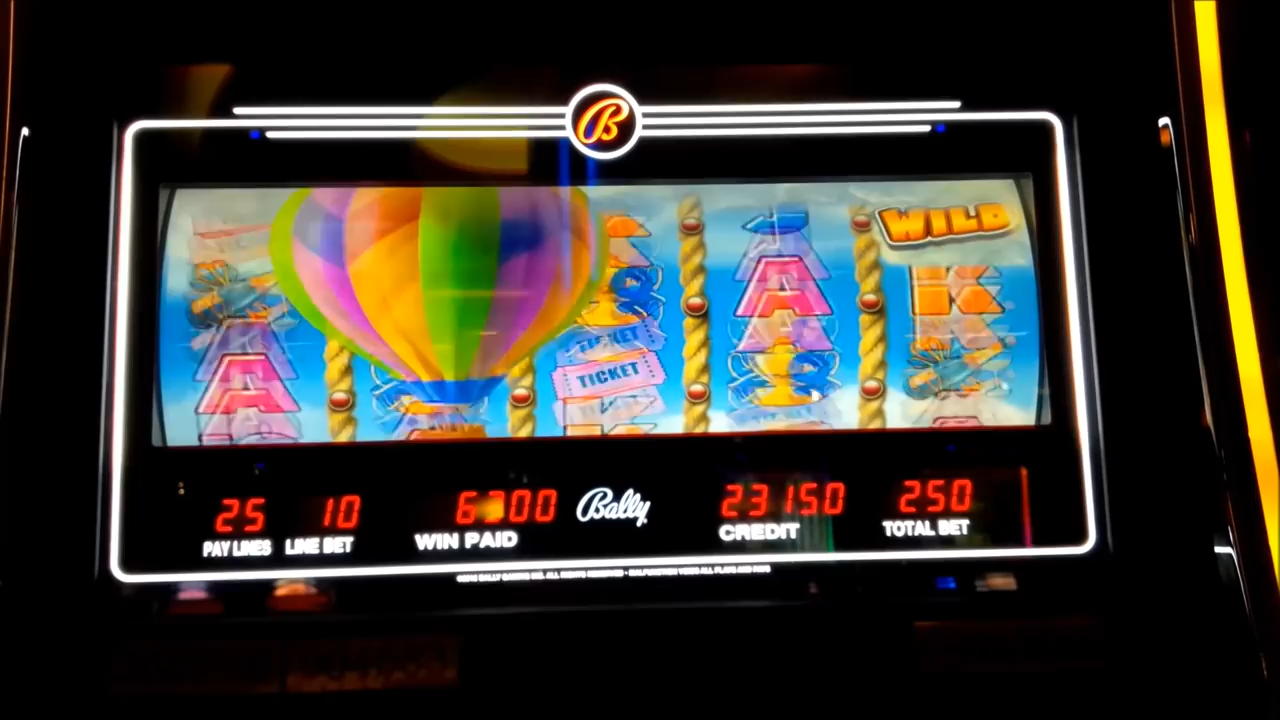 B
WILD
A K
TICKET
TICKET
A
25 10 6300 Bally 23150 250
PAY LINES LINE BET WIN PAID CREDIT TOTAL BET